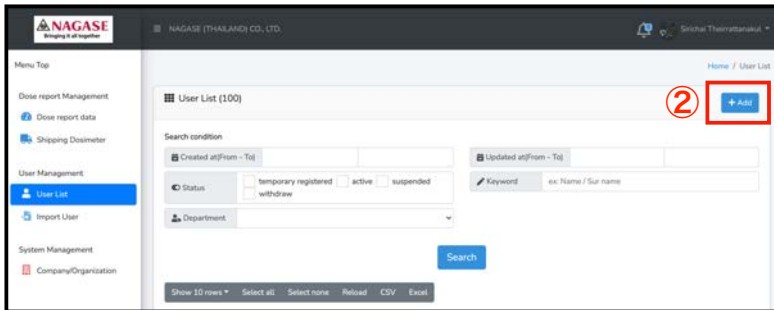 NAGASE
Bringing it all together
NAGASE (THAILAND) CO., LTD.
Sirichai Theirrattanakul
Menu Top
Home / User List
Dose report Management
Dose report data
Shipping Dosimeter
User Management
User List
Import User
System Management
Company/Organization
User List (100)
②
+ Add
Search condition
Created at(From - To)
Updated at(From - To)
Status
temporary registered
active
suspended
withdraw
Keyword
ex: Name / Sur name
Department
Search
Show 10 rows
Select all
Select none
Reload
CSV
Excel